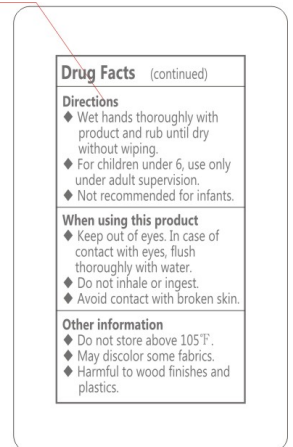 Drug Facts (continued)
Directions
◆ Wet hands thoroughly with
product and rub until dry
without wiping.
◆ For children under 6, use only
under adult supervision.
◆ Not recommended for infants.
When using this product
◆ Keep out of eyes. In case of
contact with eyes, flush
thoroughly with water.
◆ Do not inhale or ingest.
◆ Avoid contact with broken skin.
Other information
◆ Do not store above 105℉.
◆ May discolor some fabrics.
◆ Harmful to wood finishes and
plastics.